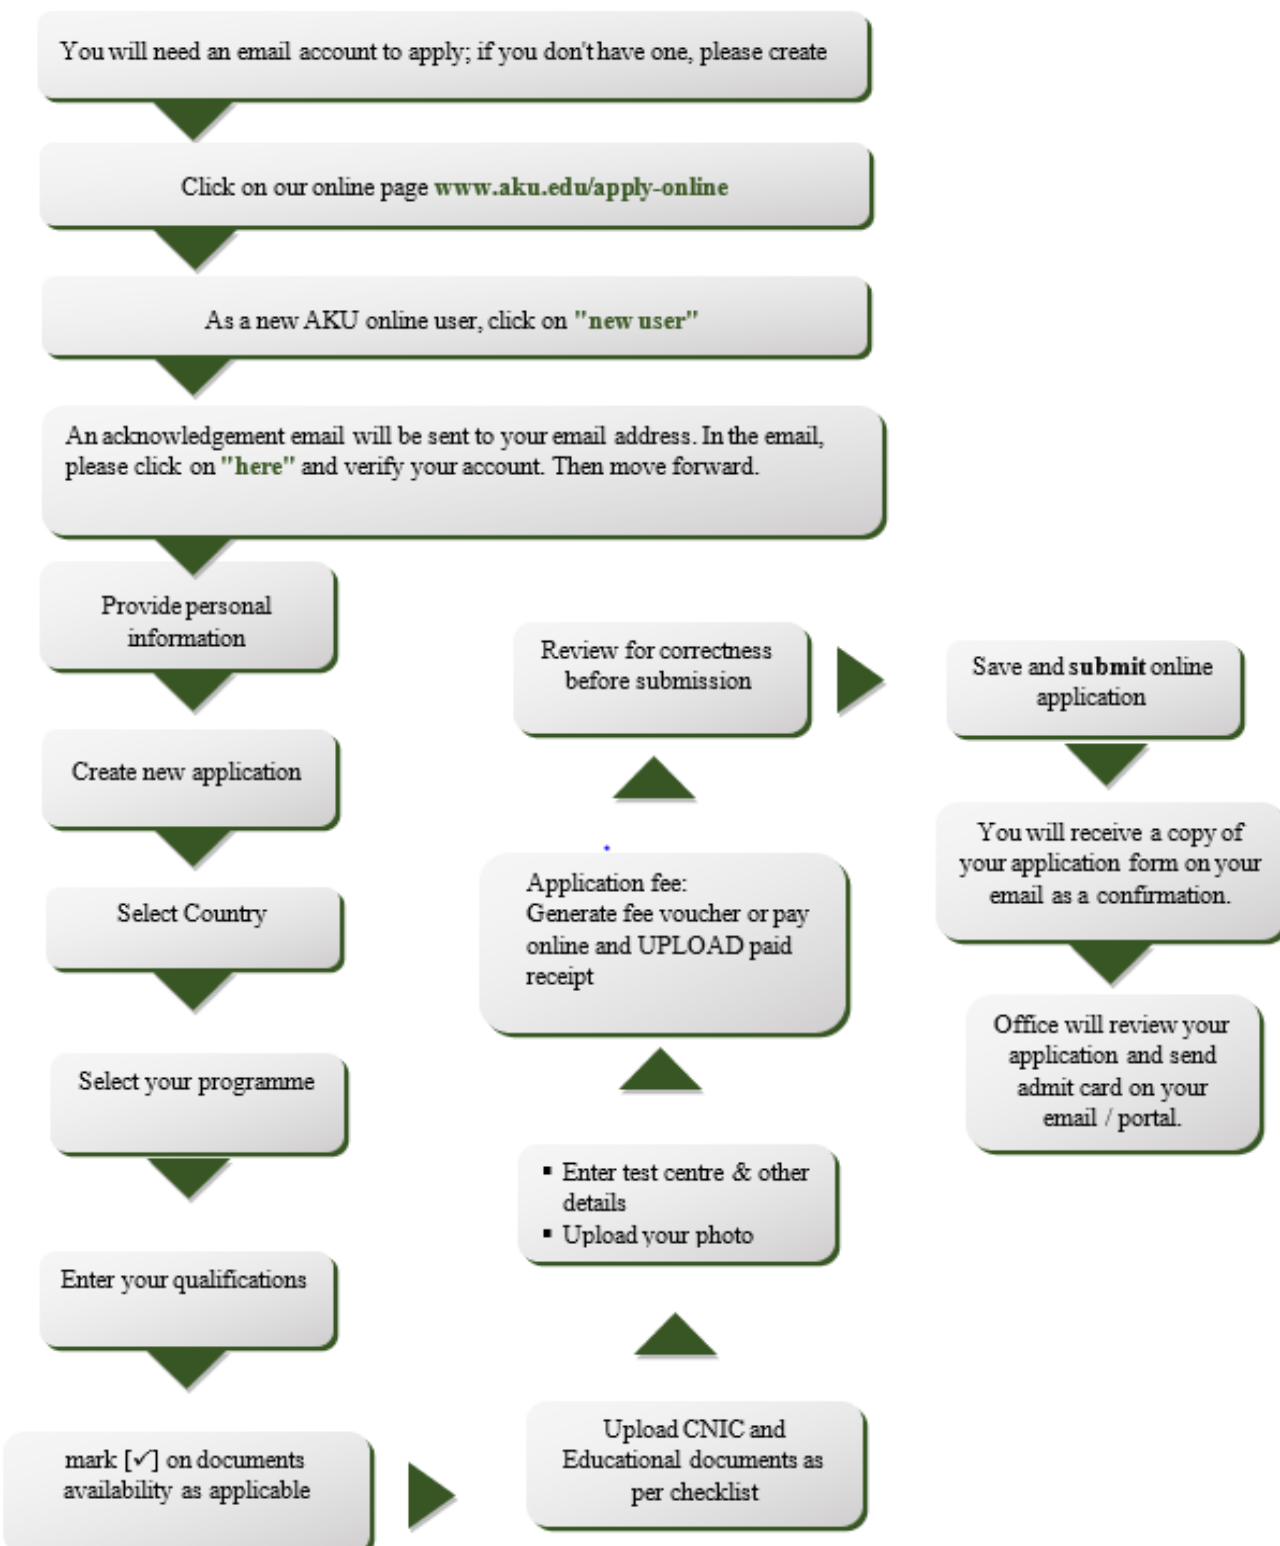 You will need an email account to apply; if you don't have one, please create
Click on our online page www.aku.edu/apply-online
As a new AKU online user, click on "new user"
An acknowledgement email will be sent to your email address. In the email,
please click on "here" and verify your account. Then move forward.
Provide personal
information
Create new application
Select Country
Select your programme
Enter your qualifications
mark [✓] on documents
availability as applicable
Upload CNIC and
Educational documents as
per checklist
▪ Enter test centre & other
details
▪ Upload your photo
Application fee:
Generate fee voucher or pay
online and UPLOAD paid
receipt
Review for correctness
before submission
Save and submit online
application
You will receive a copy of
your application form on your
email as a confirmation.
Office will review your
application and send
admit card on your
email / portal.